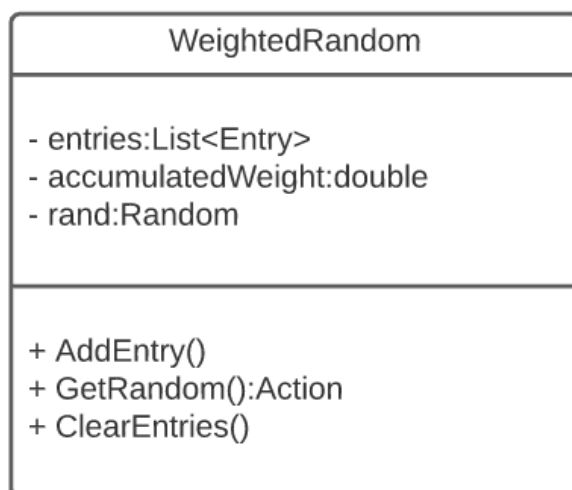 WeightedRandom
- entries:List<Entry>
- accumulatedWeight:double
- rand:Random
+ AddEntry()
+ GetRandom():Action
+ ClearEntries()